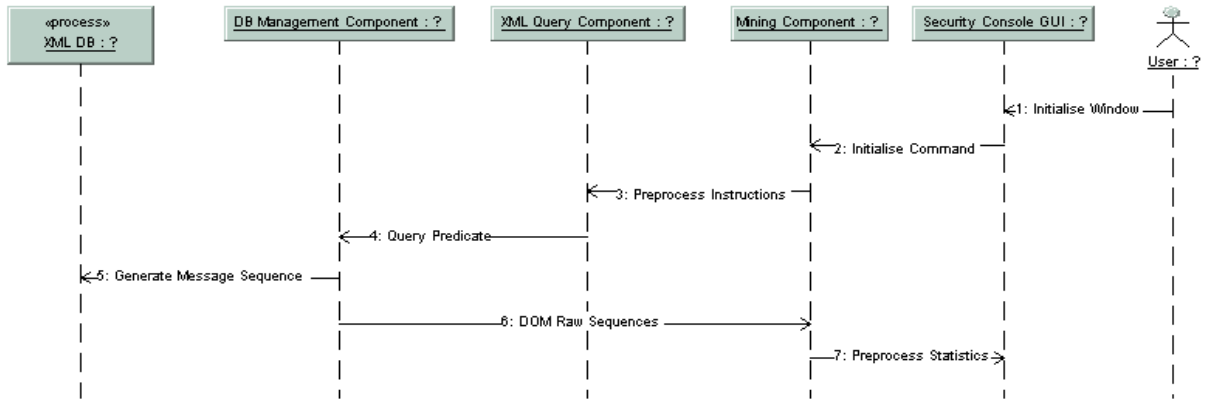 «process»
XML DB : ?
DB Management Component : ?
XML Query Component : ?
Mining Component : ?
Security Console GUI : ?
User : ?
1: Initialise Window
2: Initialise Command
3: Preprocess Instructions
4: Query Predicate
5: Generate Message Sequence
6: DOM Raw Sequences
7: Preprocess Statistics